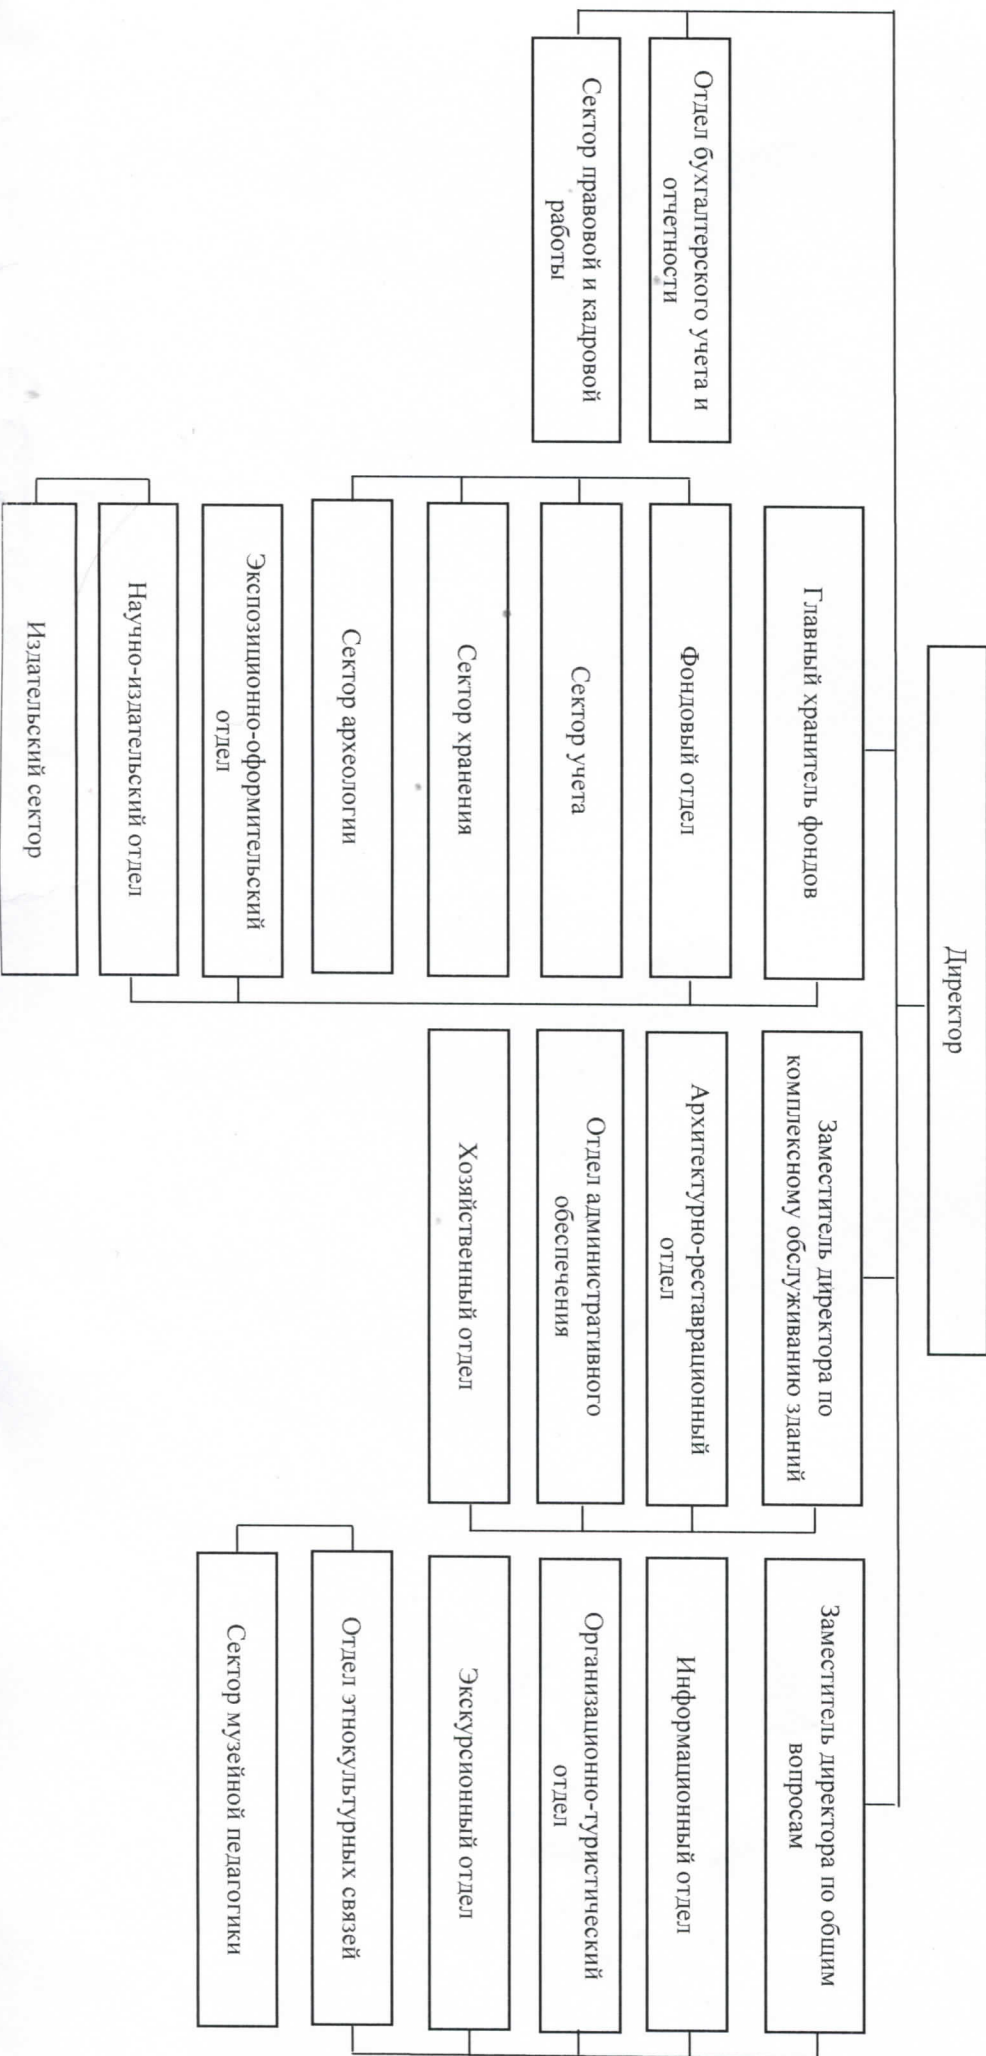 Директор
Отдел бухгалтерского учета и
отчетности
Сектор правовой и кадровой
работы
Главный хранитель фондов
Фондовый отдел
Сектор учета
Сектор хранения
Сектор археологии
Экспозиционно-оформительский
отдел
Научно-издательский отдел
Издательский сектор
Заместитель директора по
комплексному обслуживанию зданий
Архитектурно-реставрационный
отдел
Отдел административного
обеспечения
Хозяйственный отдел
Заместитель директора по общим
вопросам
Информационный отдел
Организационно-туристический
отдел
Экскурсионный отдел
Отдел этнокультурных связей
Сектор музейной педагогики